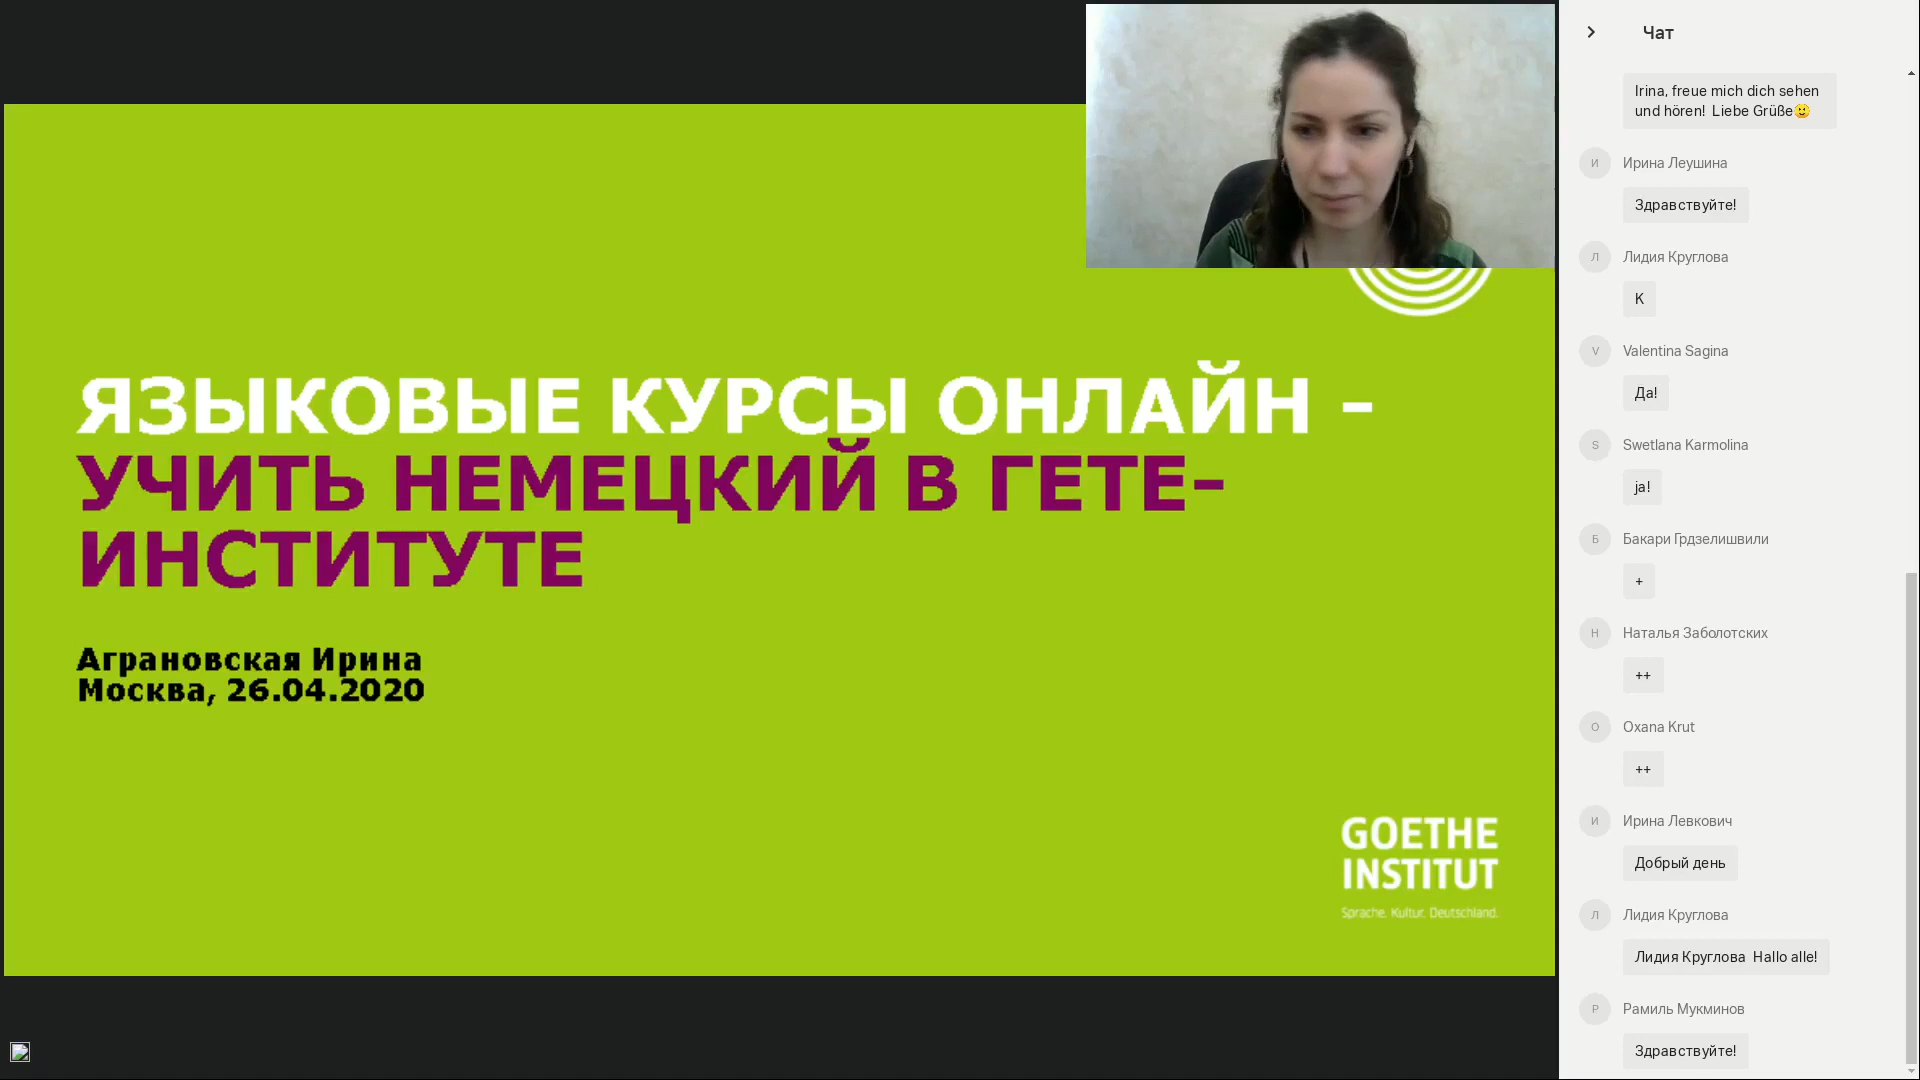 ЯЗЫКОВЫЕ КУРСЫ ОНЛАЙН –
УЧИТЬ НЕМЕЦКИЙ В ГЕТЕ-
ИНСТИТУТЕ
Аграновская Ирина
Москва, 26.04.2020
GOETHE
INSTITUT
Sprache. Kultur. Deutschland.
Чат
Irina, freue mich dich sehen
und hören! Liebe Grüße🙂
И
Ирина Леушина
Здравствуйте!
Л
Лидия Круглова
К
V
Valentina Sagina
Да!
S
Swetlana Karmolina
ja!
Б
Бакари Грдзелишвили
+
Н
Наталья Заболотских
++
O
Oxana Krut
++
И
Ирина Левкович
Добрый день
Л
Лидия Круглова
Лидия Круглова  Hallo alle!
Р
Рамиль Мукминов
Здравствуйте!